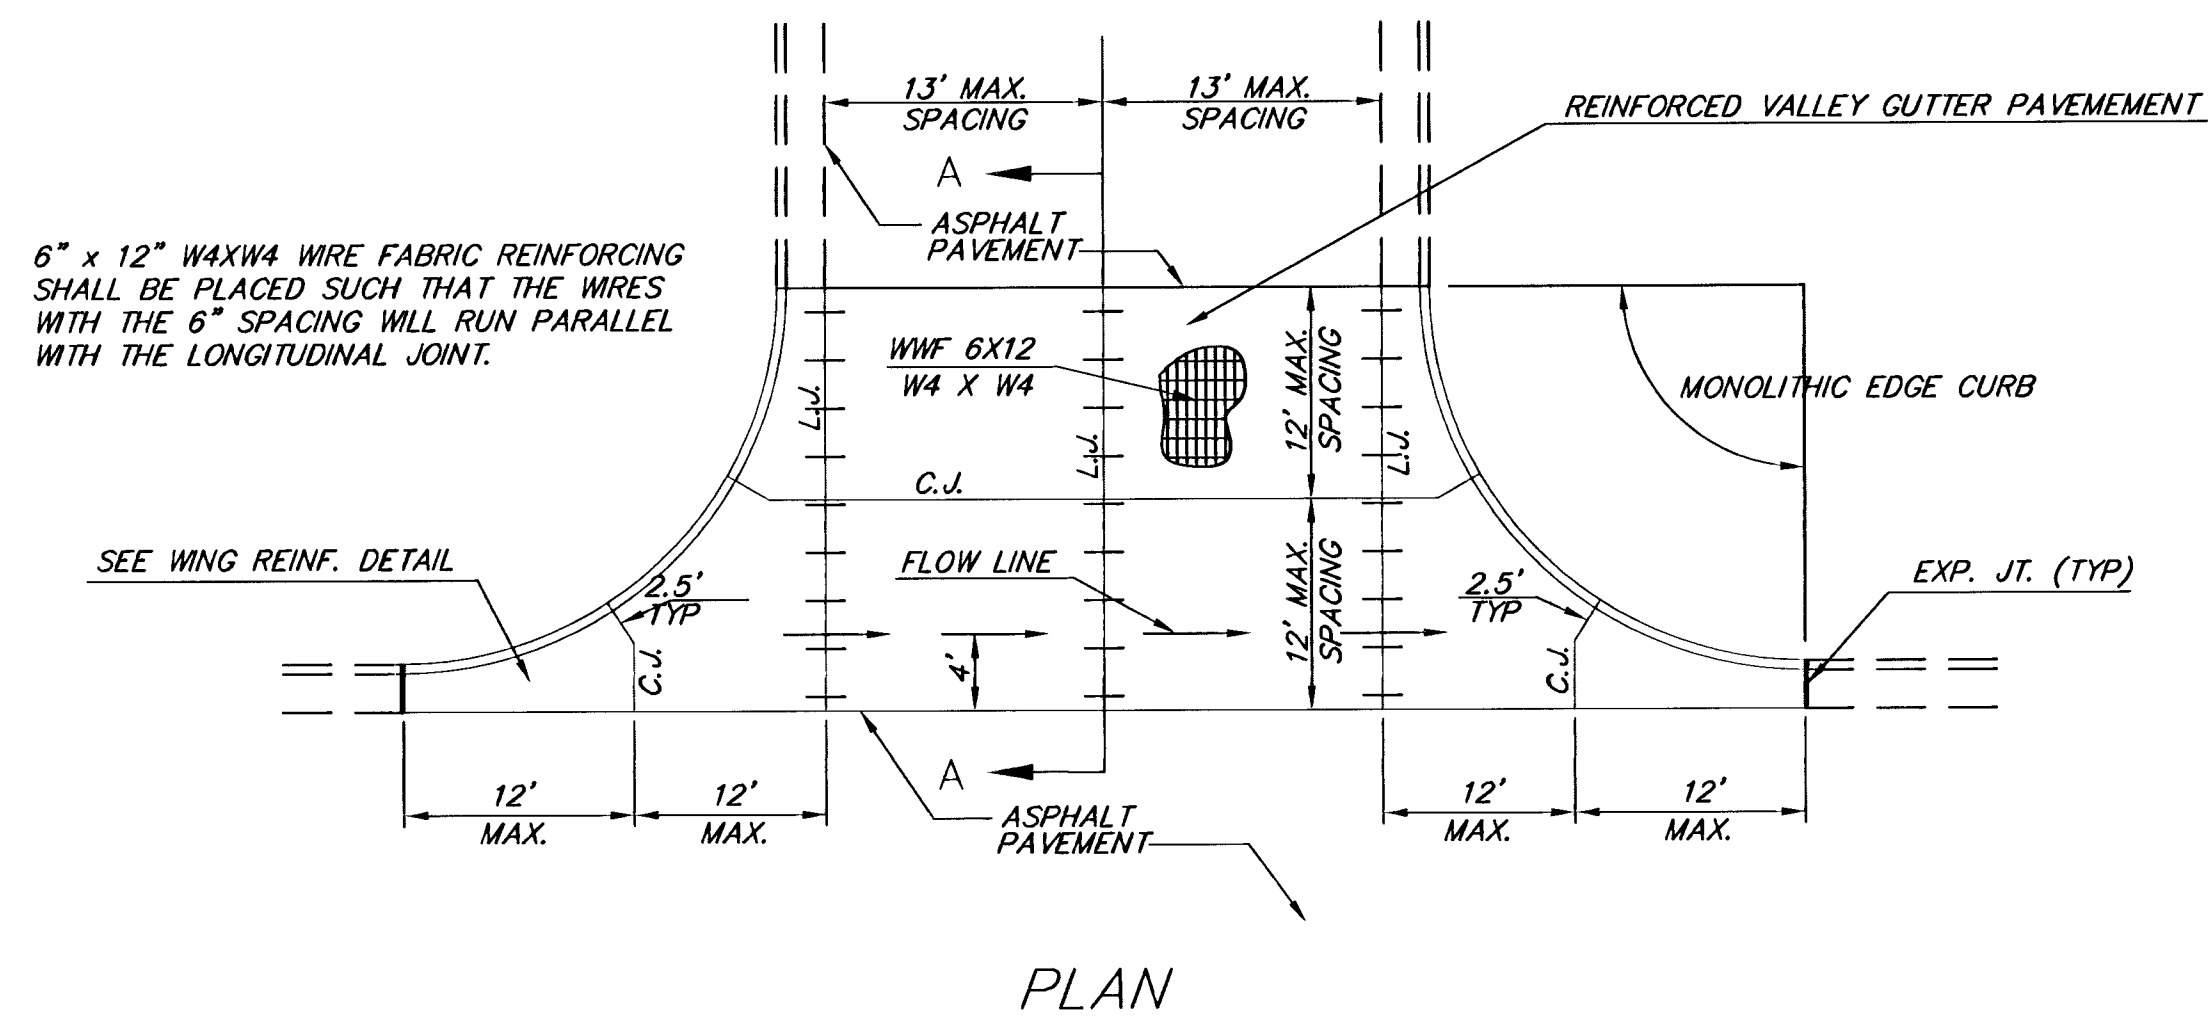 13' MAX.
SPACING
13' MAX.
SPACING
REINFORCED VALLEY GUTTER PAVEMEMENT
A
ASPHALT
PAVEMENT
6" x 12" W4XW4 WIRE FABRIC REINFORCING
SHALL BE PLACED SUCH THAT THE WIRES
WITH THE 6" SPACING WILL RUN PARALLEL
WITH THE LONGITUDINAL JOINT.
WWF 6X12
W4 X W4
12' MAX.
SPACING
MONOLITHIC EDGE CURB
L.J.
L.J.
L.J.
C.J.
SEE WING REINF. DETAIL
2.5'
TYP
FLOW LINE
12' MAX.
SPACING
2.5'
TYP
EXP. JT. (TYP)
C.J.
4'
C.J.
A
12'
MAX.
12'
MAX.
ASPHALT
PAVEMENT
12'
MAX.
12'
MAX.
PLAN